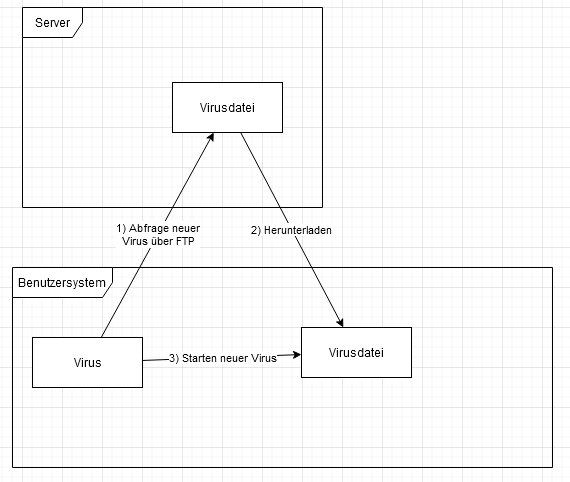 Server
Virusdatei
1) Abfrage neuer
Virus über FTP
2) Herunterladen
Benutzersystem
Virus
3) Starten neuer Virus
Virusdatei